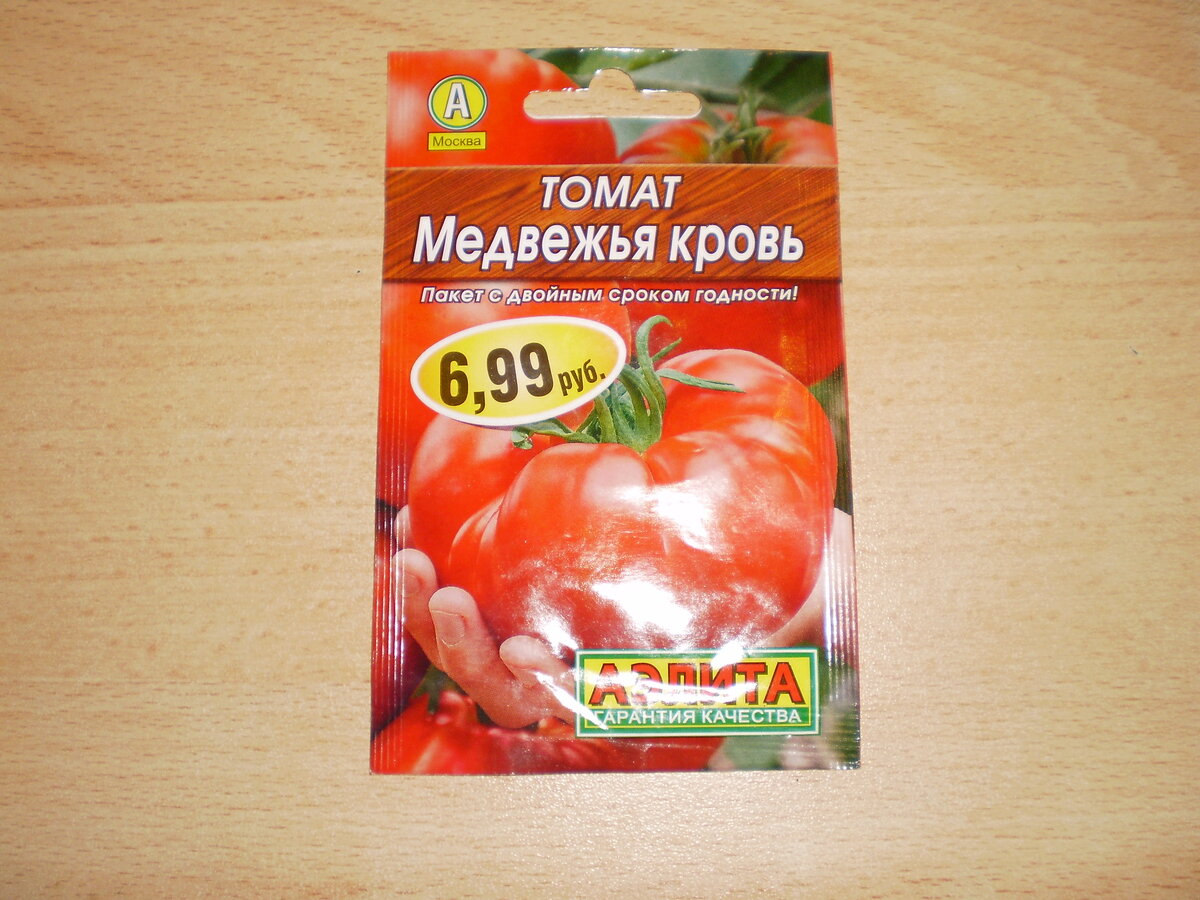 А
Москва
ТОМАТ
Медвежья кровь
Пакет с двойным сроком годности!
6,99 руб.
АЭЛИТА
ГАРАНТИЯ КАЧЕСТВА